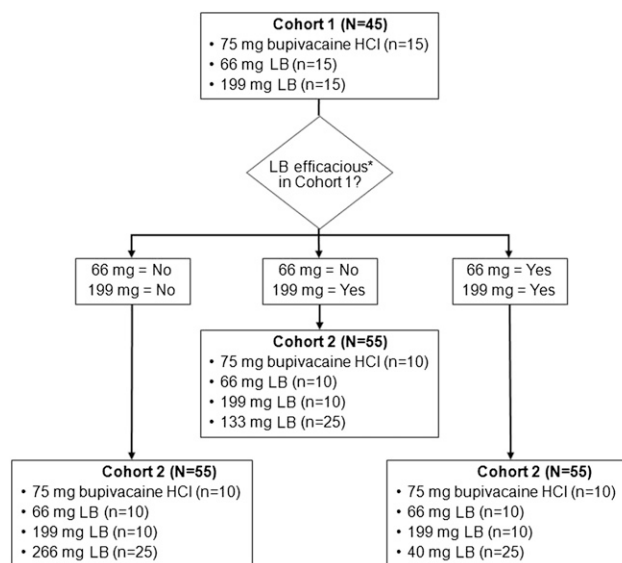 Cohort 1 (N=45)
• 75 mg bupivacaine HCl (n=15)
• 66 mg LB (n=15)
• 199 mg LB (n=15)
LB efficacious*
in Cohort 1?
66 mg = No
199 mg = No
66 mg = No
199 mg = Yes
66 mg = Yes
199 mg = Yes
Cohort 2 (N=55)
• 75 mg bupivacaine HCl (n=10)
• 66 mg LB (n=10)
• 199 mg LB (n=10)
• 133 mg LB (n=25)
Cohort 2 (N=55)
• 75 mg bupivacaine HCl (n=10)
• 66 mg LB (n=10)
• 199 mg LB (n=10)
• 266 mg LB (n=25)
Cohort 2 (N=55)
• 75 mg bupivacaine HCl (n=10)
• 66 mg LB (n=10)
• 199 mg LB (n=10)
• 40 mg LB (n=25)